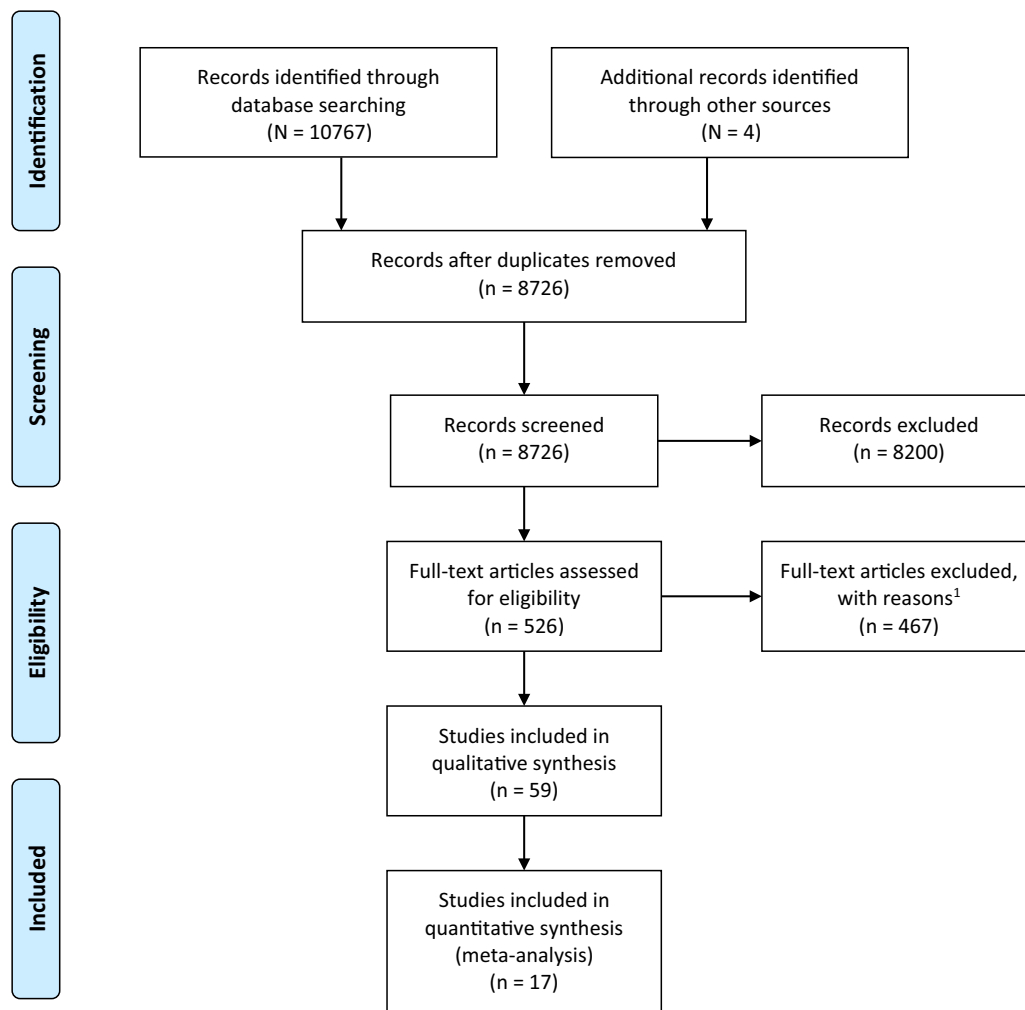 Identification
Records identified through
database searching
(N = 10767)
Additional records identified
through other sources
(N = 4)
Records after duplicates removed
(n = 8726)
Screening
Records screened
(n = 8726)
Records excluded
(n = 8200)
Eligibility
Full-text articles assessed
for eligibility
(n = 526)
Full-text articles excluded,
with reasons¹
(n = 467)
Studies included in
qualitative synthesis
(n = 59)
Included
Studies included in
quantitative synthesis
(meta-analysis)
(n = 17)